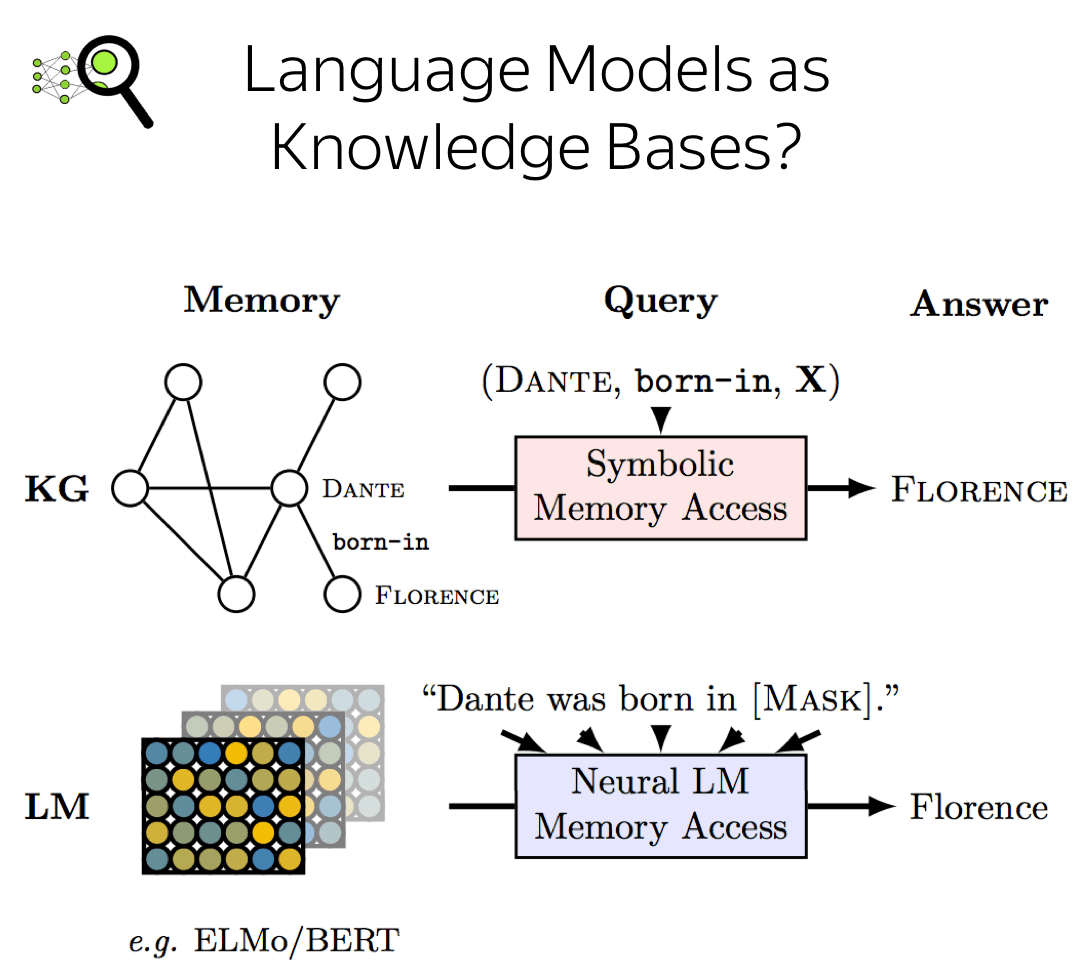 Language Models as
Knowledge Bases?
Memory
Query
Answer
(DANTE, born-in, X)
KG
DANTE
Symbolic
Memory Access
FLORENCE
born-in
FLORENCE
“Dante was born in [MASK].”
LM
Neural LM
Memory Access
Florence
e.g. ELMo/BERT